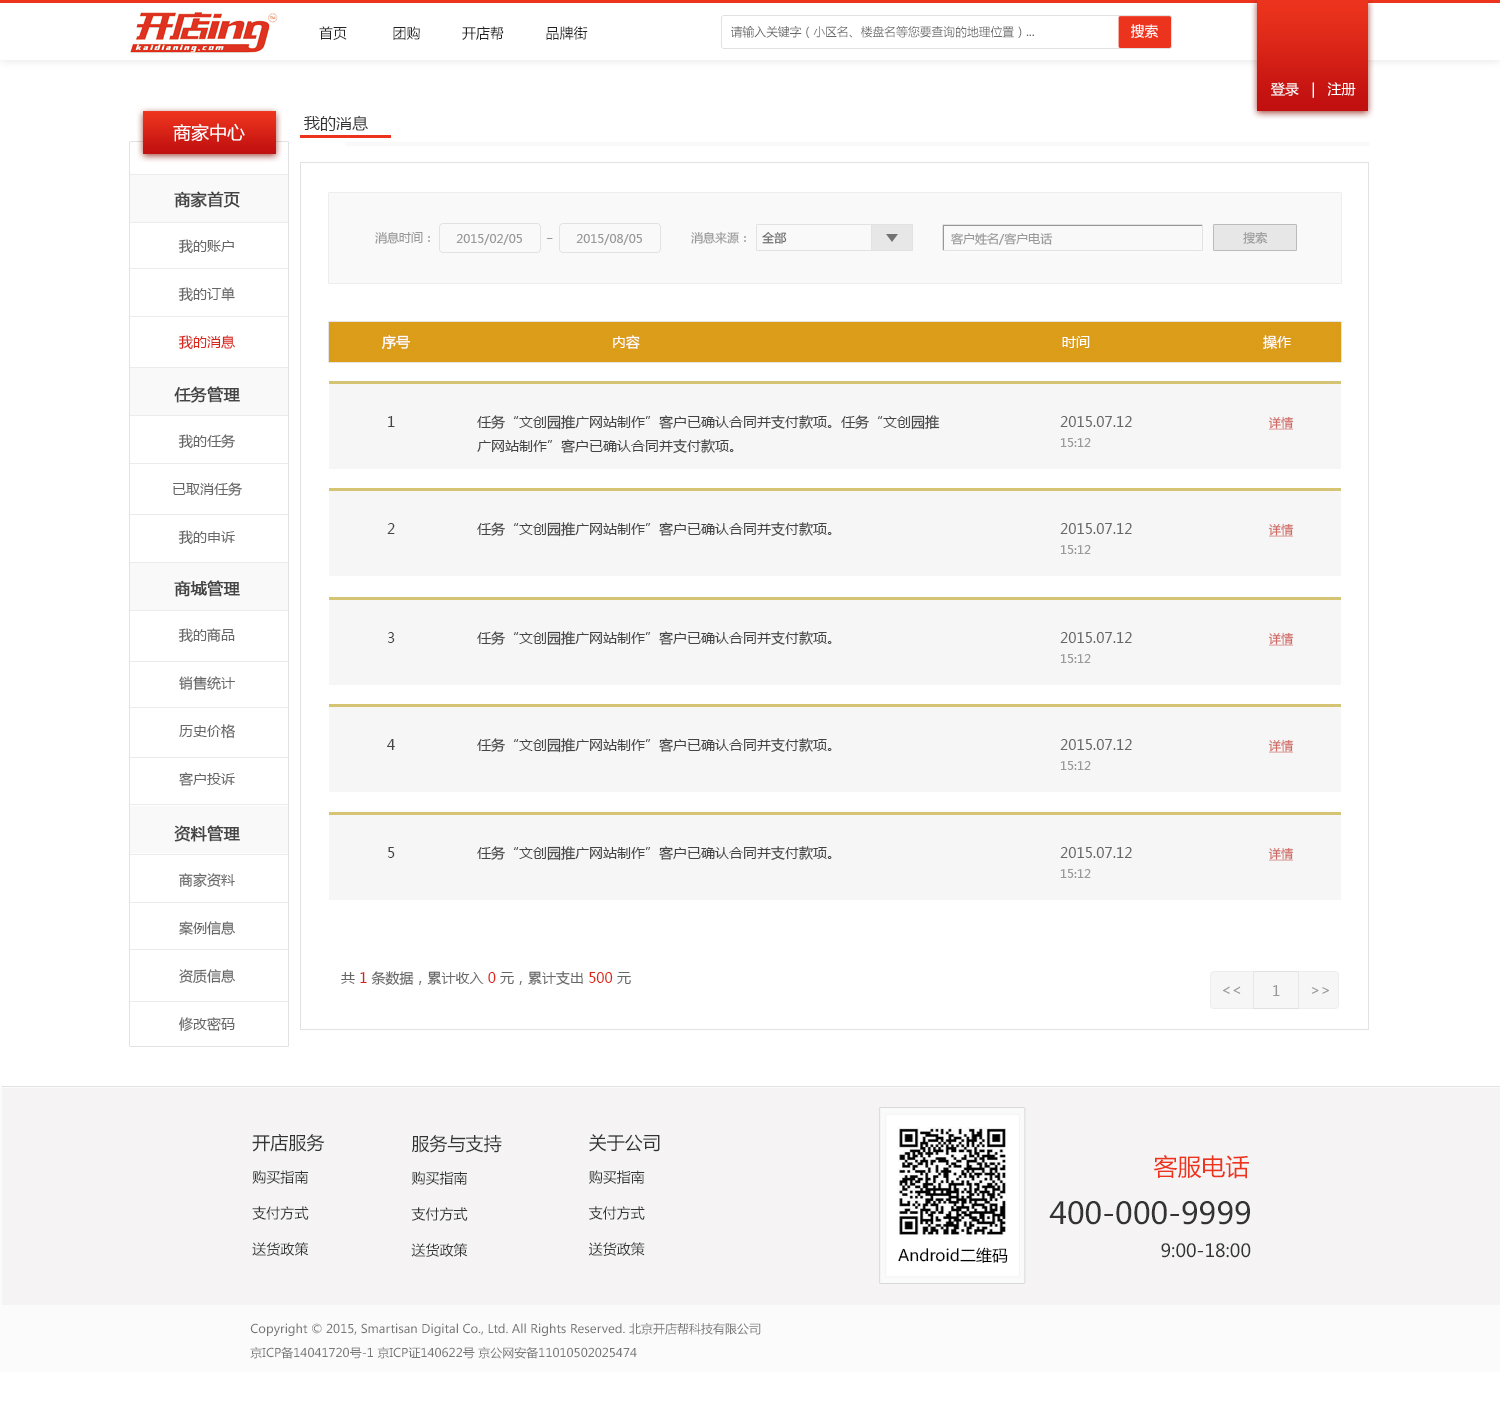 开店ing
kaidianing.com
首页 团购 开店帮 品牌街
请输入关键字（小区名、楼盘名等您要查询的地理位置）...
搜索
登录 | 注册
商家中心
商家首页
我的账户
我的订单
我的消息
任务管理
我的任务
已取消任务
我的申诉
商城管理
我的商品
销售统计
历史价格
客户投诉
资料管理
商家资料
案例信息
资质信息
修改密码
我的消息
消息时间： 2015/02/05 - 2015/08/05 消息来源： 全部 客户姓名/客户电话 搜索
序号 内容 时间 操作
1 任务“文创园推广网站制作”客户已确认合同并支付款项。任务“文创园推 2015.07.12 详情
广网站制作”客户已确认合同并支付款项。 15:12
2 任务“文创园推广网站制作”客户已确认合同并支付款项。 2015.07.12 详情
15:12
3 任务“文创园推广网站制作”客户已确认合同并支付款项。 2015.07.12 详情
15:12
4 任务“文创园推广网站制作”客户已确认合同并支付款项。 2015.07.12 详情
15:12
5 任务“文创园推广网站制作”客户已确认合同并支付款项。 2015.07.12 详情
15:12
共 1 条数据，累计收入 0 元，累计支出 500 元
<< 1 >>
开店服务
购买指南
支付方式
送货政策
服务与支持
购买指南
支付方式
送货政策
关于公司
购买指南
支付方式
送货政策
Android二维码
客服电话
400-000-9999
9:00-18:00
Copyright © 2015, Smartisan Digital Co., Ltd. All Rights Reserved. 北京开店帮科技有限公司
京ICP备14041720号-1 京ICP证140622号 京公网安备11010502025474